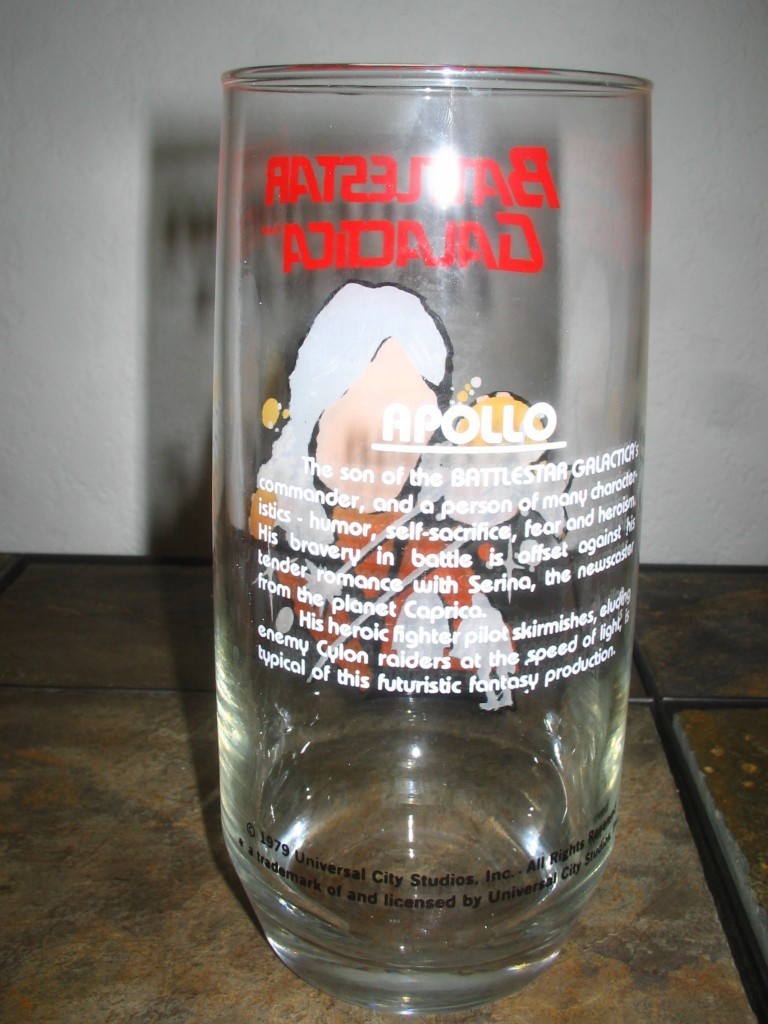 BATTLESTAR
GALACTICA™
APOLLO
The son of the BATTLESTAR GALACTICA's
commander, and a person of many character-
istics - humor, self-sacrifice, fear and heroism.
His bravery in battle is offset against his
tender romance with Serina, the newscaster
from the planet Caprica.
His heroic fighter pilot skirmishes, eluding
enemy Cylon raiders at the speed of light, is
typical of this futuristic fantasy production.
© 1979 Universal City Studios, Inc. - All Rights
a trademark of and licensed by Universal City Studios